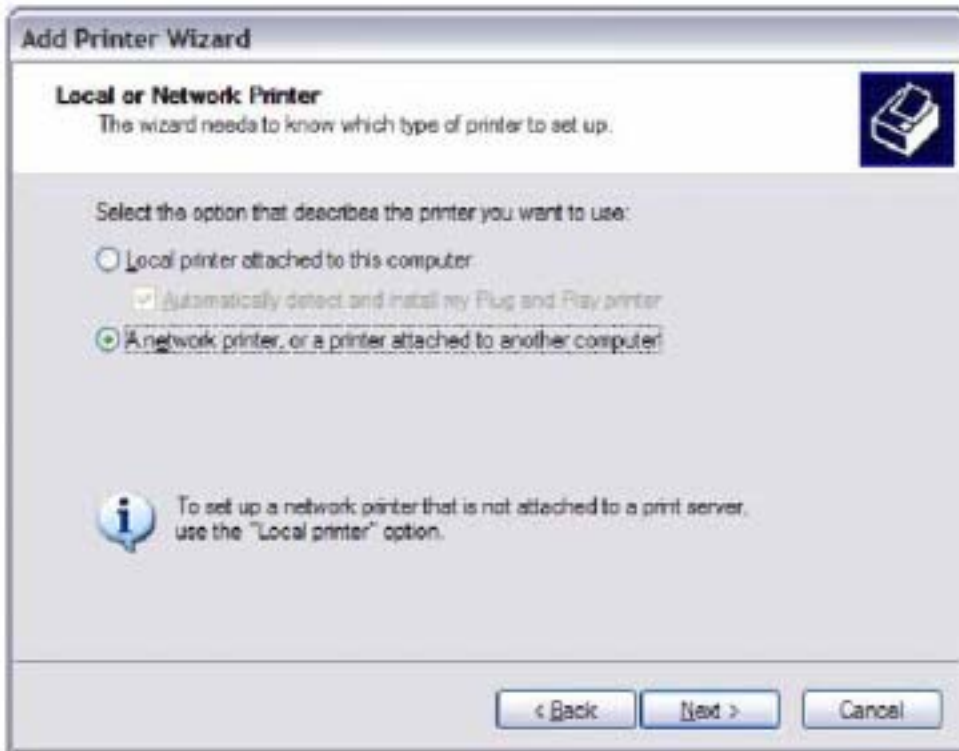 Add Printer Wizard
Local or Network Printer
The wizard needs to know which type of printer to set up.
Select the option that describes the printer you want to use:
Local printer attached to this computer
Automatically detect and install my Plug and Play printer
A network printer, or a printer attached to another computer
To set up a network printer that is not attached to a print server,
use the "Local printer" option.
< Back
Next >
Cancel